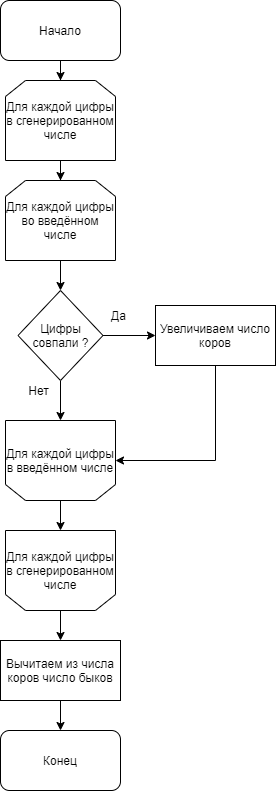 Начало
Для каждой цифры
в сгенерированном
числе
Для каждой цифры
во введённом
числе
Цифры
совпали ?
Да
Увеличиваем число
коров
Нет
Для каждой цифры
в введённом числе
Для каждой цифры
в сгенерированном
числе
Вычитаем из числа
коров число быков
Конец